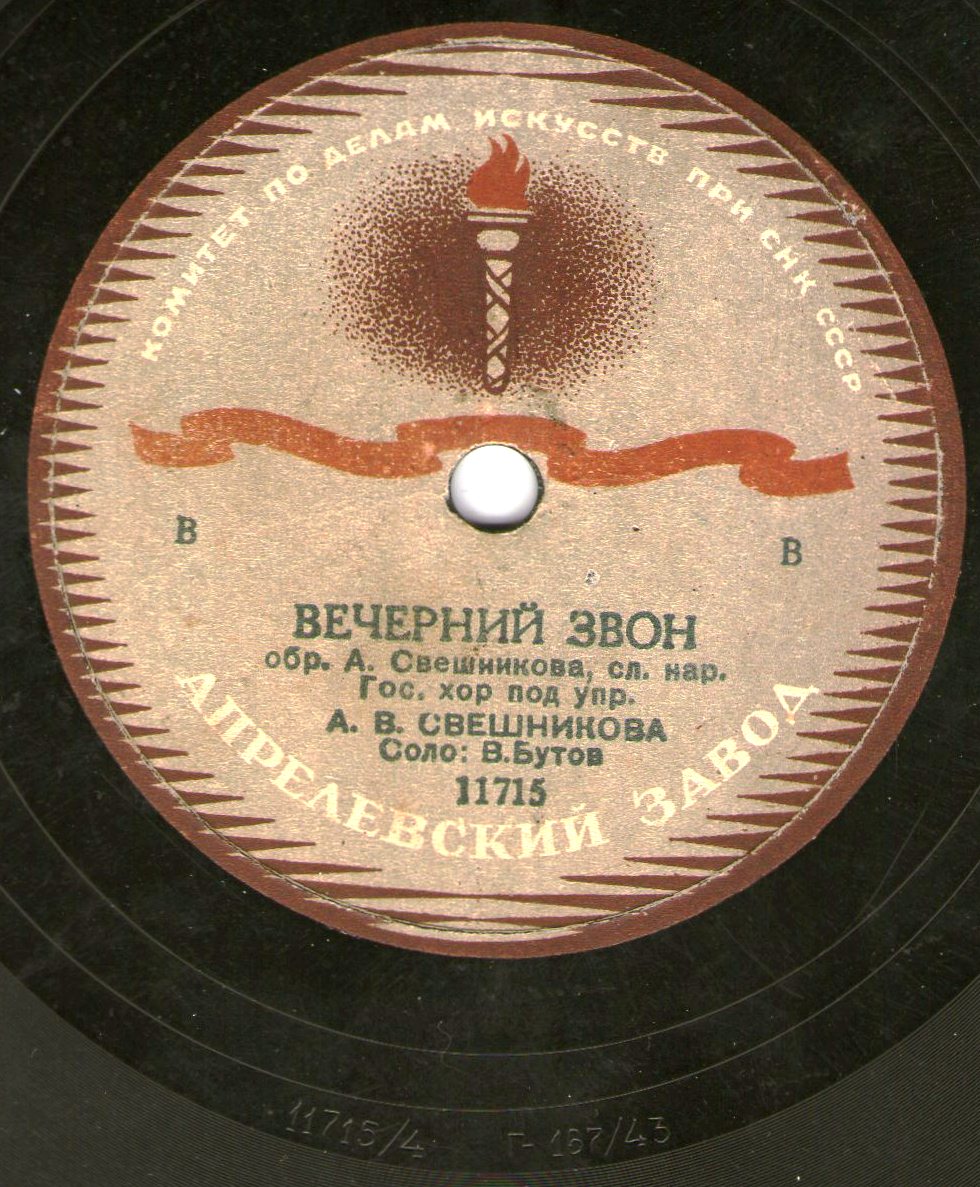 КОМИТЕТ ПО ДЕЛАМ ИСКУССТВ ПРИ СНК СССР
В В
ВЕЧЕРНИЙ ЗВОН
обр. А. Свешникова, сл. нар.
Гос. хор под упр.
А. В. СВЕШНИКОВА
Соло: В.Бутов
11715
АПРЕЛЕВСКИЙ ЗАВОД
11715/4 Г-167/43